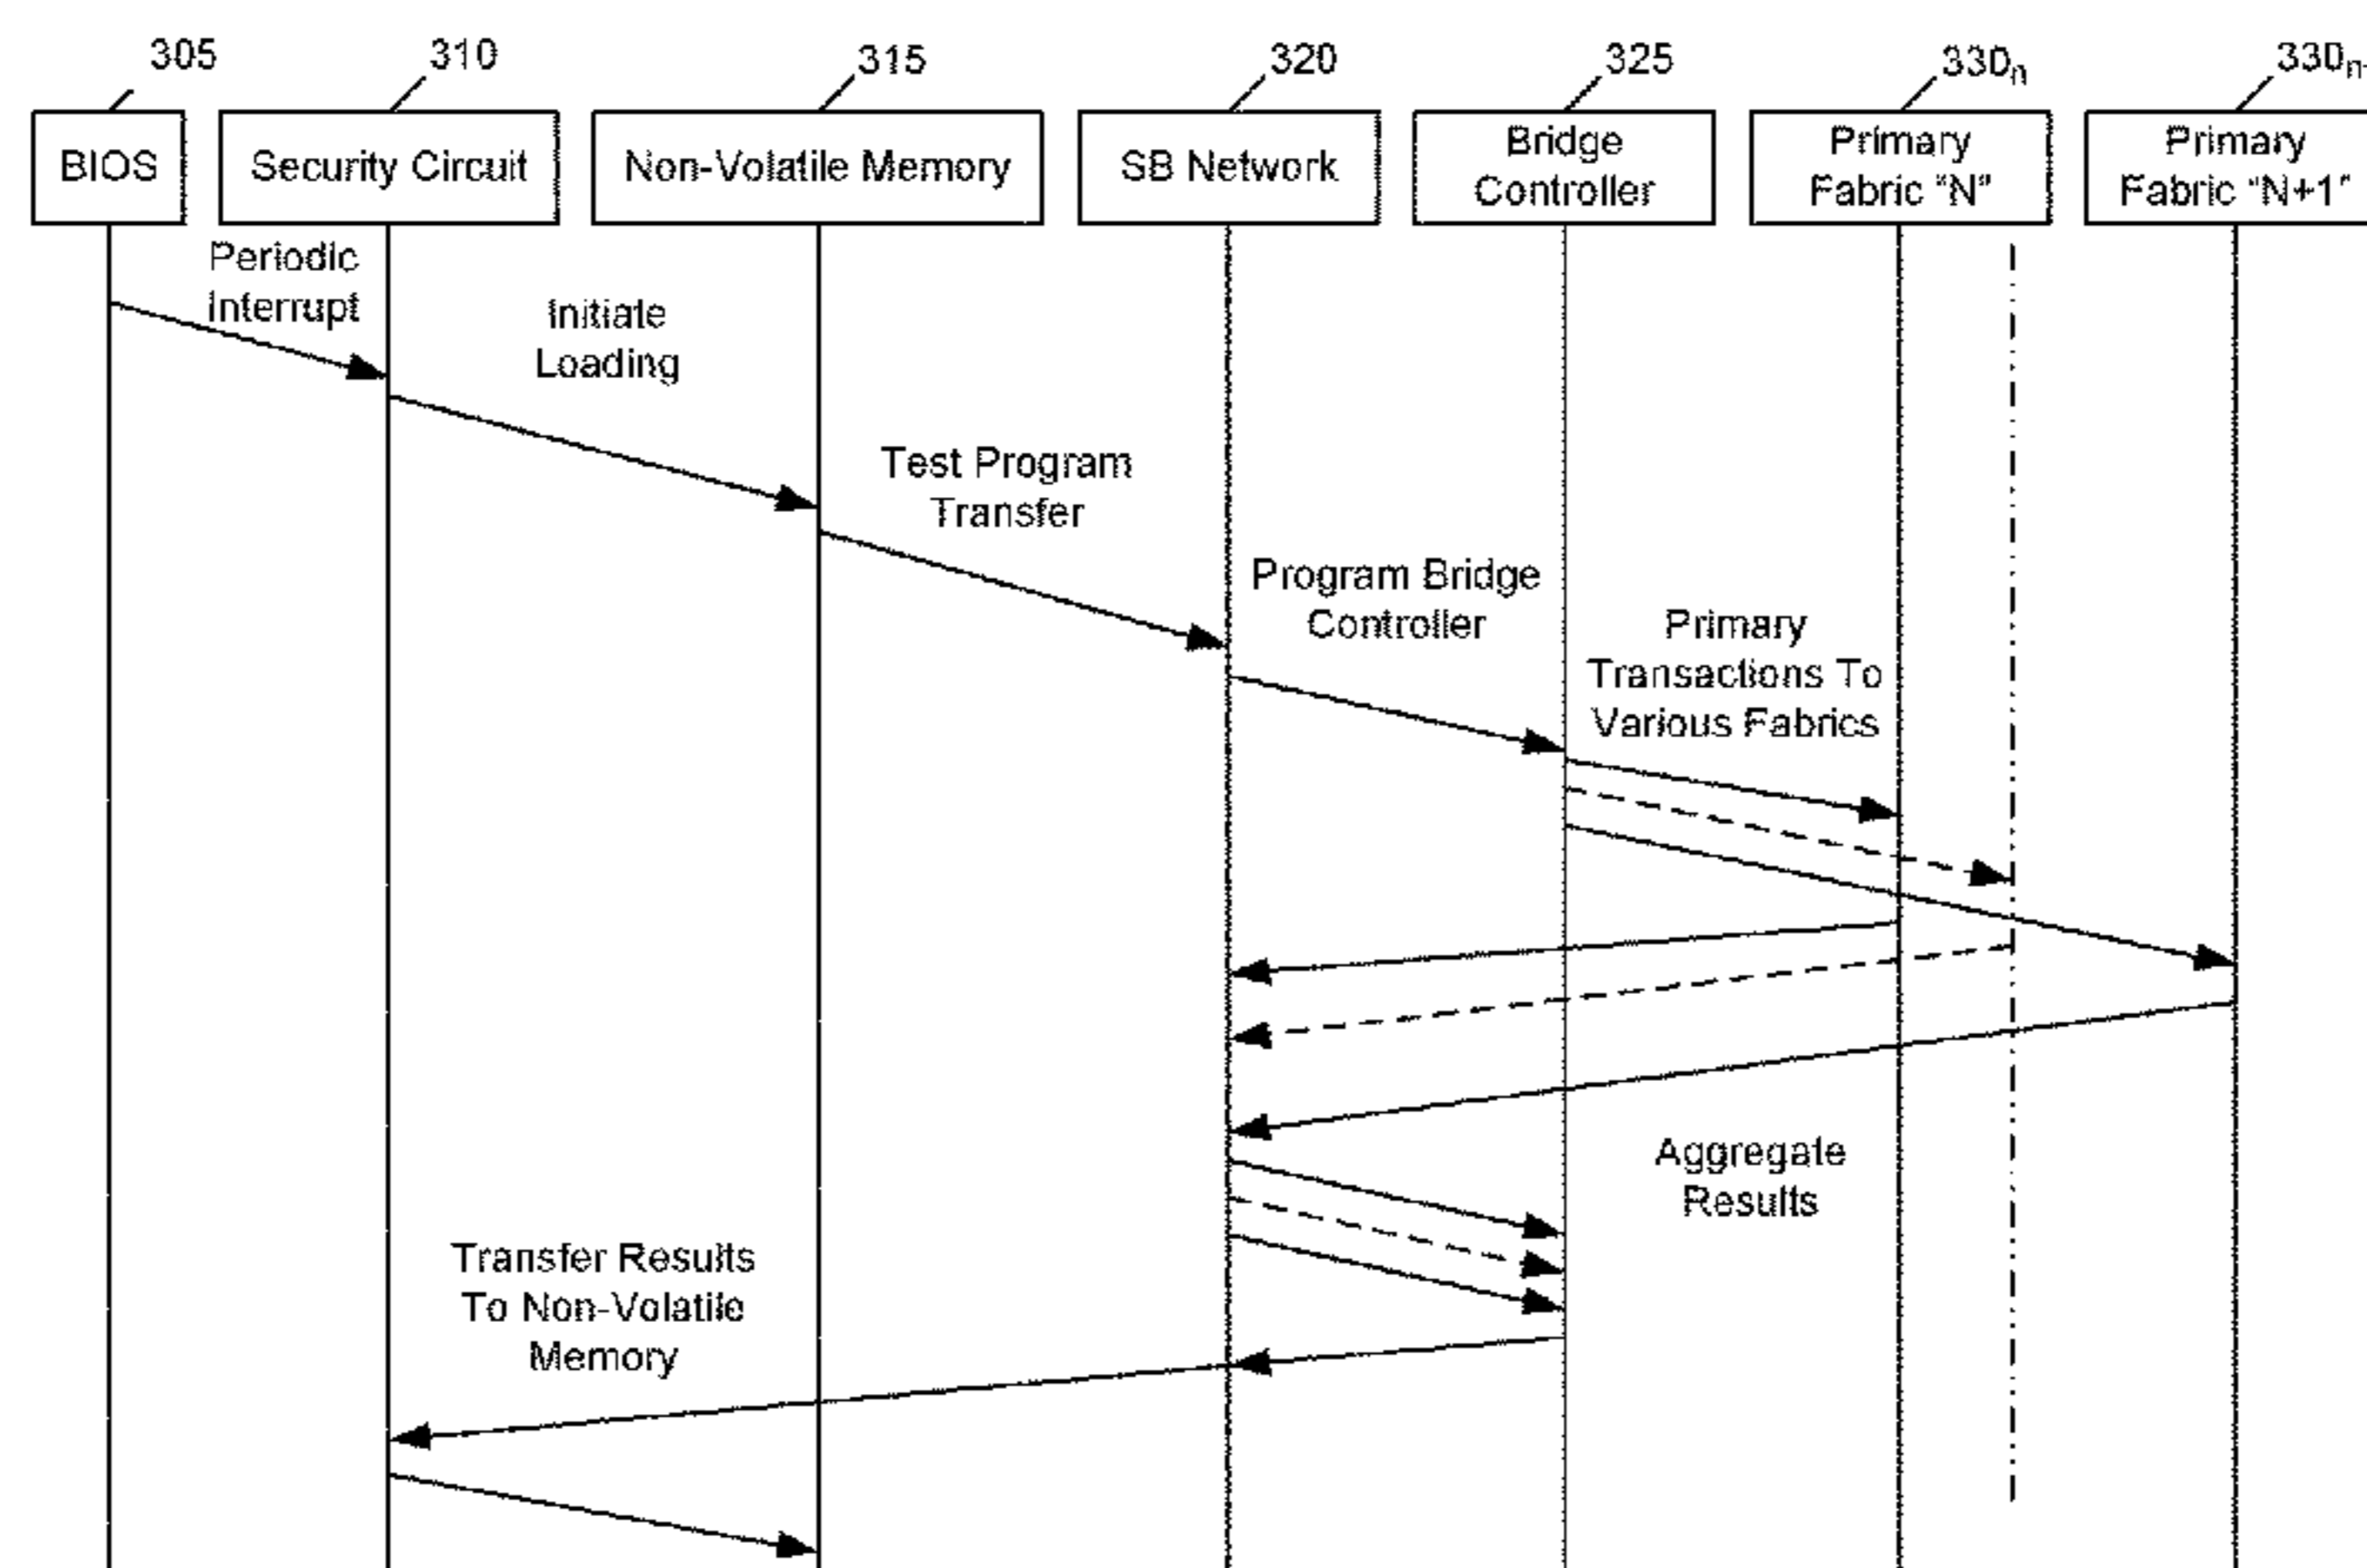 305
310
315
320
325
330n
330n-
BIOS
Security Circuit
Non-Volatile Memory
SB Network
Bridge
Controller
Primary
Fabric "N"
Primary
Fabric "N+1"
Periodic
Interrupt
Initiate
Loading
Test Program
Transfer
Program Bridge
Controller
Primary
Transactions To
Various Fabrics
Aggregate
Results
Transfer Results
To Non-Volatile
Memory